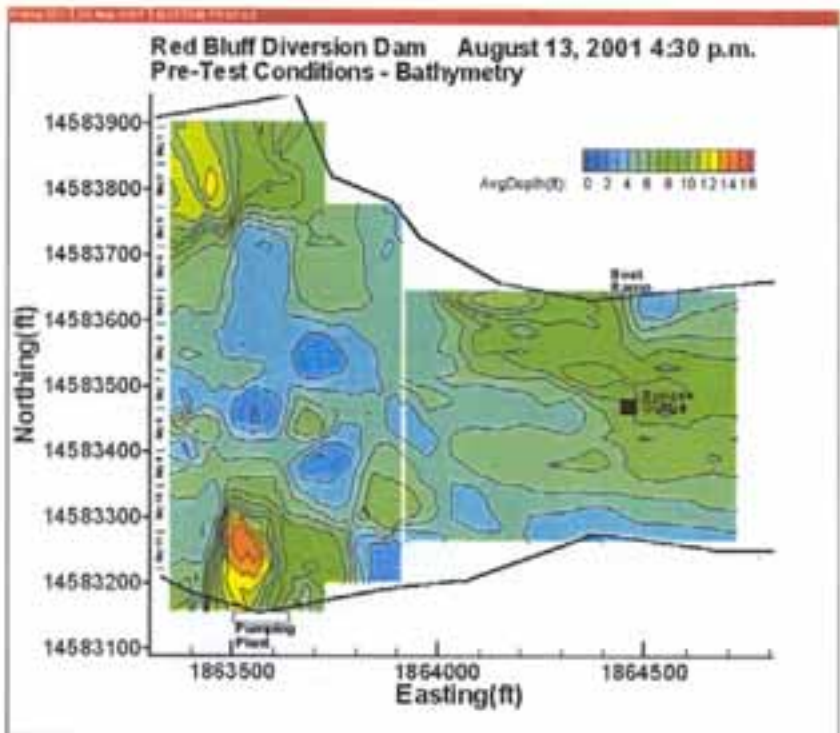 Red Bluff Diversion Dam August 13, 2001 4:30 p.m.
Pre-Test Conditions - Bathymetry
AvgDepth(ft):
0 2 4 6 8 10 12 14 16
14583900
14583800
14583700
14583600
14583500
14583400
14583300
14583200
14583100
Northing(ft)
Boat
Ramp
Pumping
Plant
1863500
1864000
1864500
Easting(ft)